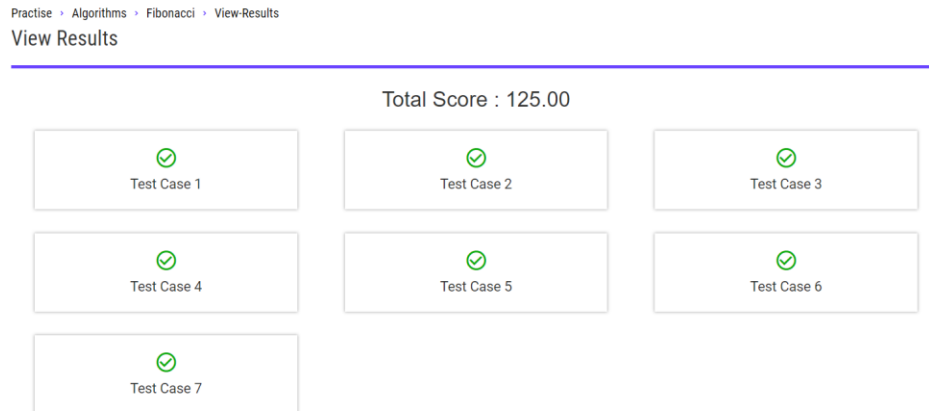 Practise › Algorithms › Fibonacci › View-Results
View Results
Total Score : 125.00
Test Case 1
Test Case 2
Test Case 3
Test Case 4
Test Case 5
Test Case 6
Test Case 7